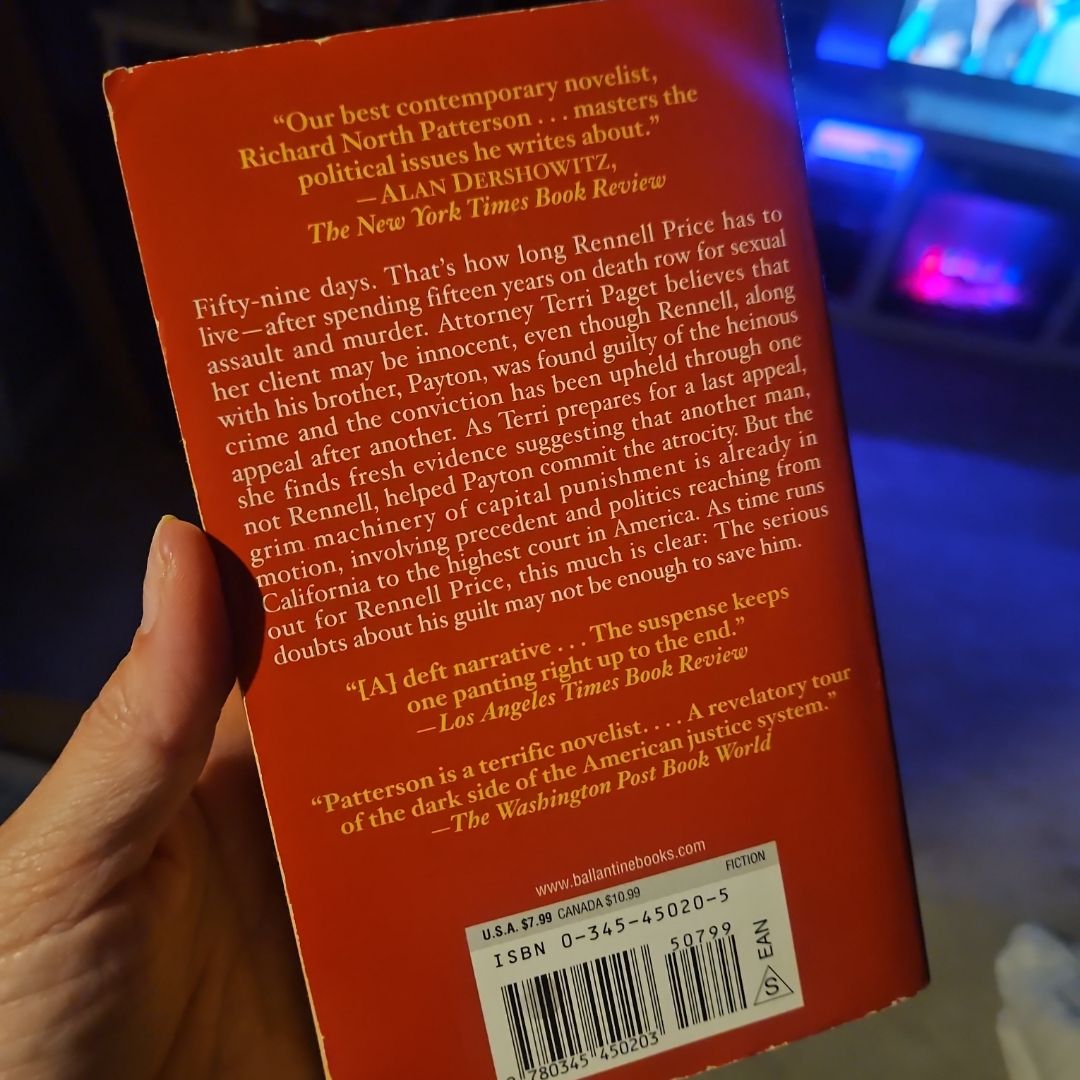 “Our best contemporary novelist,
Richard North Patterson . . . masters the
political issues he writes about.”
—ALAN DERSHOWITZ,
The New York Times Book Review
Fifty-nine days. That’s how long Rennell Price has to
live—after spending fifteen years on death row for sexual
assault and murder. Attorney Terri Paget believes that
her client may be innocent, even though Rennell, along
with his brother, Payton, was found guilty of the heinous
crime and the conviction has been upheld through one
appeal after another. As Terri prepares for a last appeal,
she finds fresh evidence suggesting that another man,
not Rennell, helped Payton commit the atrocity. But the
grim machinery of capital punishment is already in
motion, involving precedent and politics reaching from
California to the highest court in America. As time runs
out for Rennell Price, this much is clear: The serious
doubts about his guilt may not be enough to save him.
“[A] deft narrative . . . The suspense keeps
one panting right up to the end.”
—Los Angeles Times Book Review
“Patterson is a terrific novelist. . . . A revelatory tour
of the dark side of the American justice system.”
—The Washington Post Book World
www.ballantinebooks.com
U.S.A. $7.99 CANADA $10.99 FICTION
ISBN 0-345-45020-5
50799
EAN
S
780345 450203